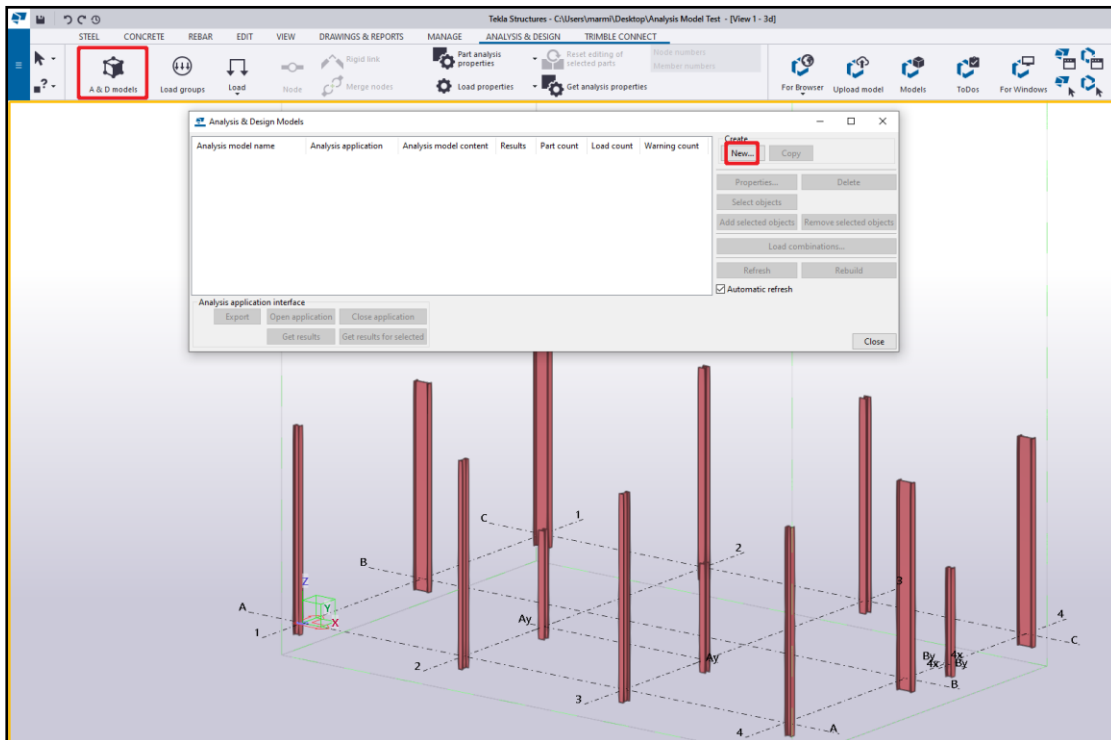 Tekla Structures - C:\Users\marmi\Desktop\Analysis Model Test - [View 1 - 3d]
STEEL CONCRETE REBAR EDIT VIEW DRAWINGS & REPORTS MANAGE ANALYSIS & DESIGN TRIMBLE CONNECT
A & D models
Load groups
Load
Node
Rigid link
Merge nodes
Part analysis
properties
Load properties
Reset editing of
selected parts
Get analysis properties
Node numbers
Member numbers
For Browser
Upload model
Models
ToDos
For Windows
Analysis & Design Models
Analysis model name Analysis application Analysis model content Results Part count Load count Warning count
Create
New... Copy
Properties... Delete
Select objects
Add selected objects Remove selected objects
Load combinations...
Refresh Rebuild
Automatic refresh
Analysis application interface
Export Open application Close application
Get results Get results for selected
Close
C
1
B
2
Z
A
Y
X
3
1
Ay
4
C
By
4x
4x
By
2
Ay
B
3
4
A